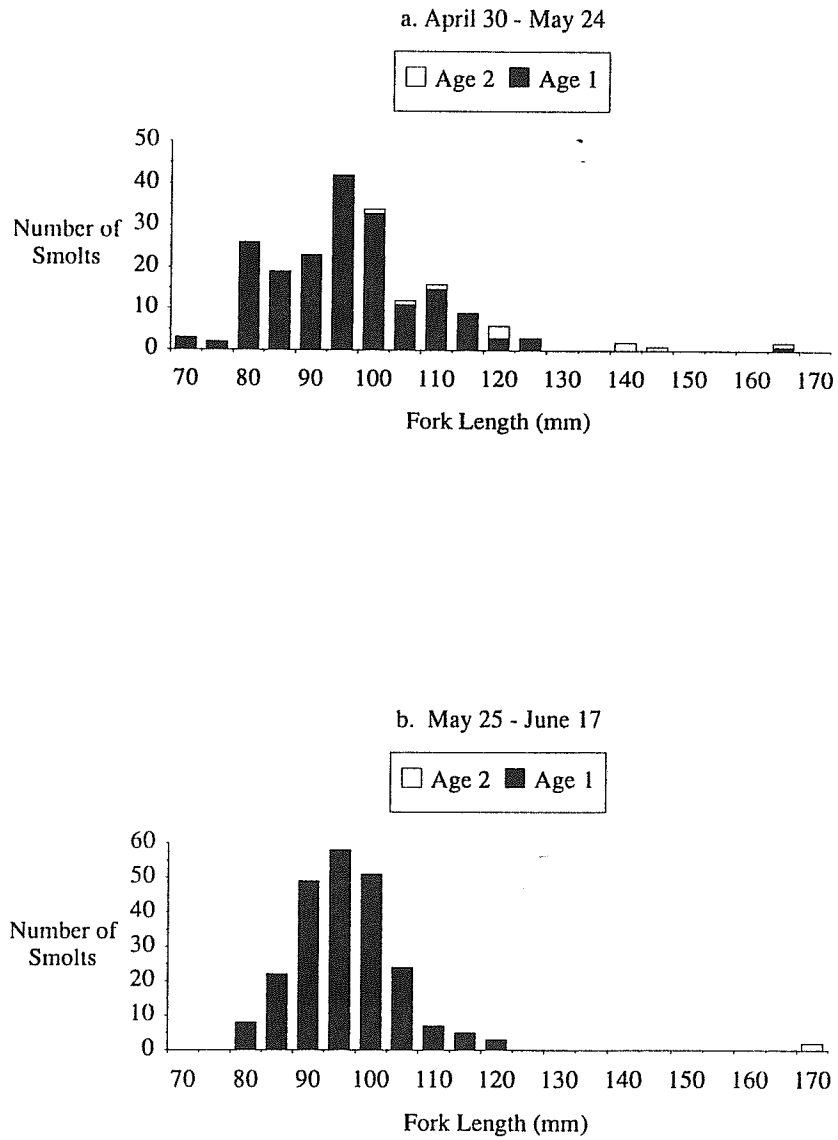 a. April 30 - May 24
Age 2 Age 1
50
40
30
20
10
0
Number of
Smolts
70 80 90 100 110 120 130 140 150 160 170
Fork Length (mm)
b. May 25 - June 17
Age 2 Age 1
60
50
40
30
20
10
0
Number of
Smolts
70 80 90 100 110 120 130 140 150 160 170
Fork Length (mm)